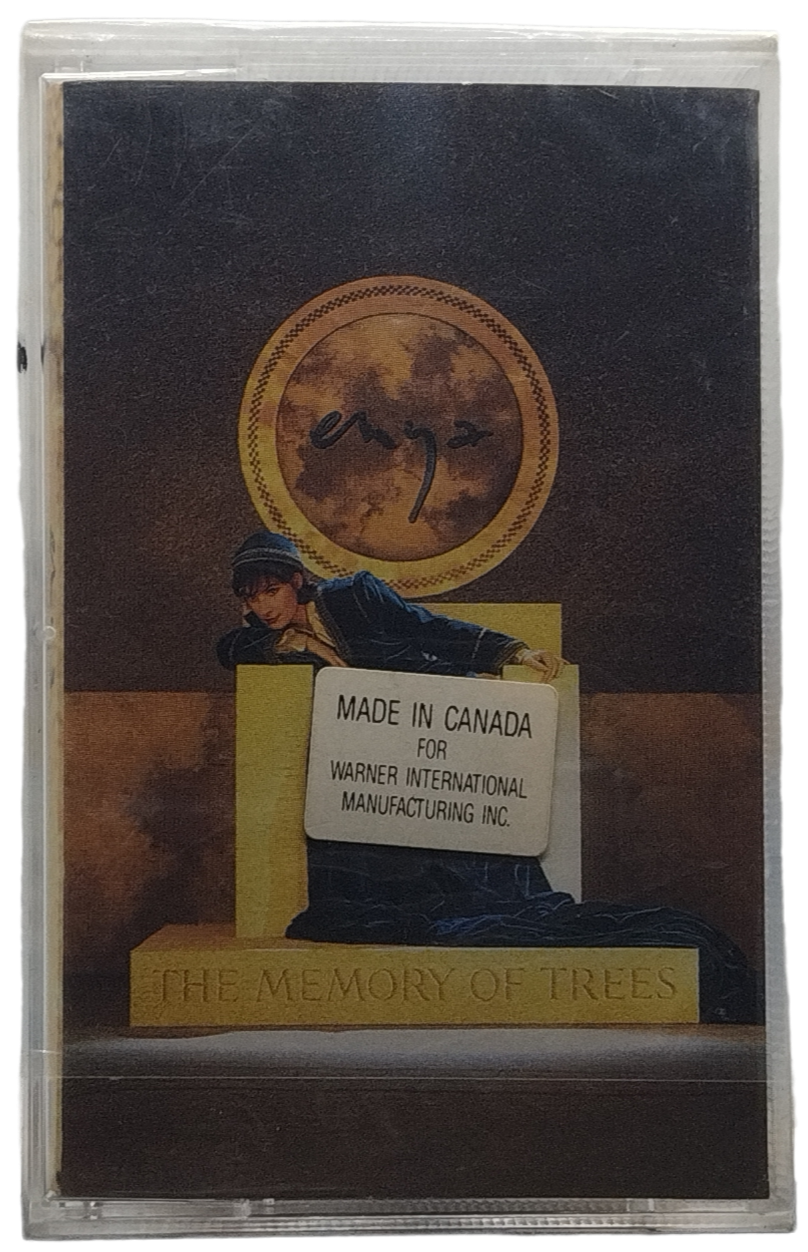 enya
MADE IN CANADA
FOR
WARNER INTERNATIONAL
MANUFACTURING INC.
THE MEMORY OF TREES